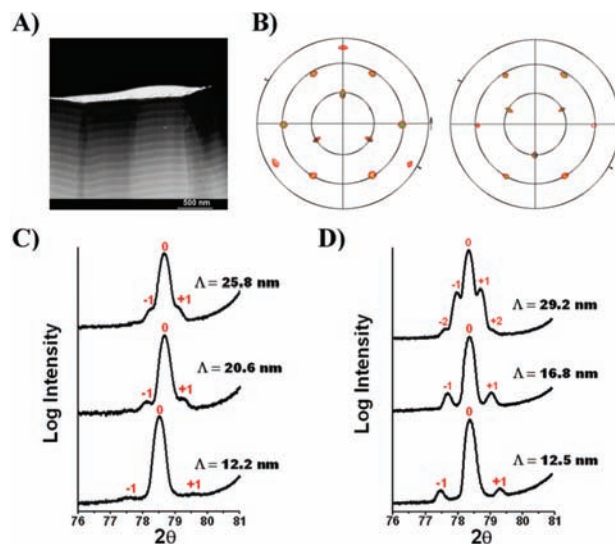 A)
B)
500 nm
C)
D)
0
-1
+1
Λ = 25.8 nm
0
-1
+1
Λ = 20.6 nm
0
-1
+1
Λ = 12.2 nm
Log Intensity
76 77 78 79 80 81
2θ
0
-1
+1
-2
+2
Λ = 29.2 nm
0
-1
+1
Λ = 16.8 nm
0
-1
+1
Λ = 12.5 nm
Log Intensity
76 77 78 79 80 81
2θ